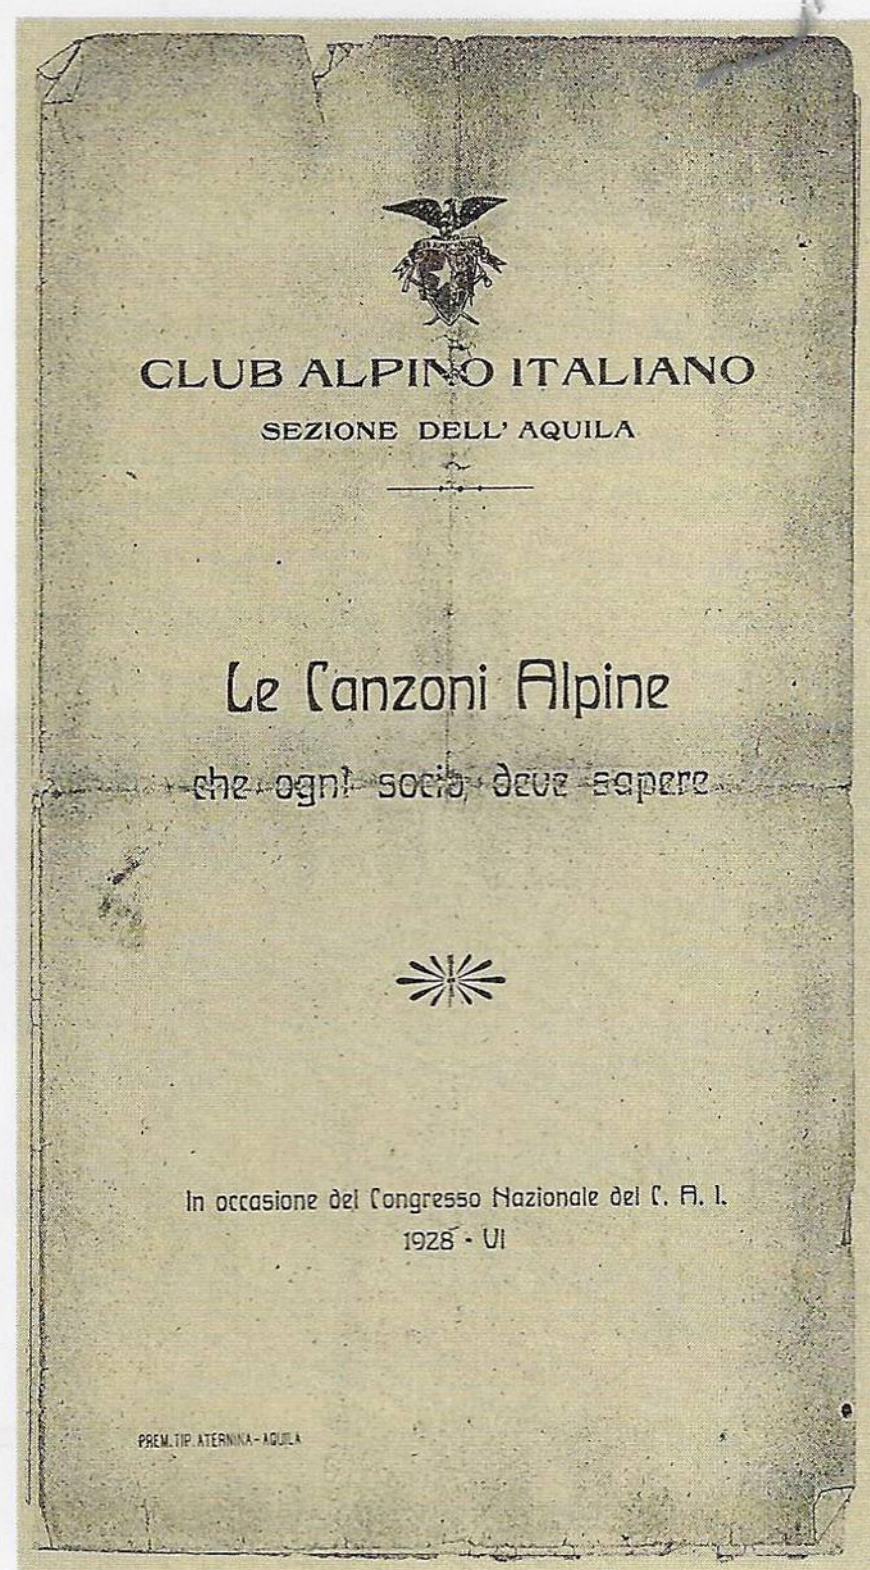 CLUB ALPINO ITALIANO
SEZIONE DELL' AQUILA
Le Canzoni Alpine
che ogni socio deve sapere
In occasione del Congresso Nazionale del C. A. I.
1928 - VI
PREM. TIP. ATERNINA - AQUILA